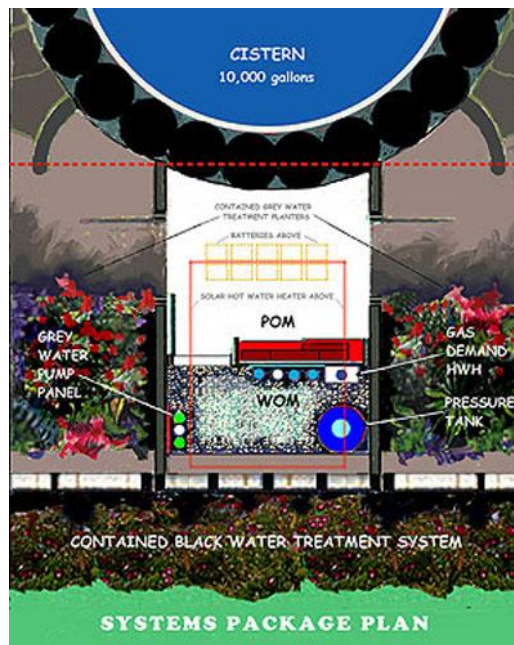 CISTERN
10,000 gallons
CONTAINED GREY WATER
TREATMENT PLANTERS
BATTERIES ABOVE
SOLAR HOT WATER HEATER ABOVE
POM
GREY
WATER
PUMP
PANEL
GAS
DEMAND
HWH
WOM
PRESSURE
TANK
CONTAINED BLACK WATER TREATMENT SYSTEM
SYSTEMS PACKAGE PLAN